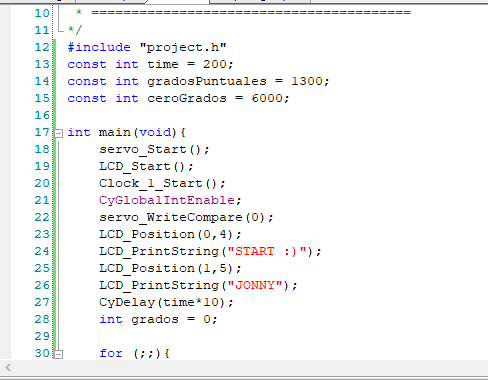 10 * ==========================================
11 */
12 #include "project.h"
13 const int time = 200;
14 const int gradosPuntuales = 1300;
15 const int ceroGrados = 6000;
16
17 int main(void){
18 servo_Start();
19 LCD_Start();
20 Clock_1_Start();
21 CyGlobalIntEnable;
22 servo_WriteCompare(0);
23 LCD_Position(0,4);
24 LCD_PrintString("START :)");
25 LCD_Position(1,5);
26 LCD_PrintString("JONNY");
27 CyDelay(time*10);
28 int grados = 0;
29
30 for (;;){